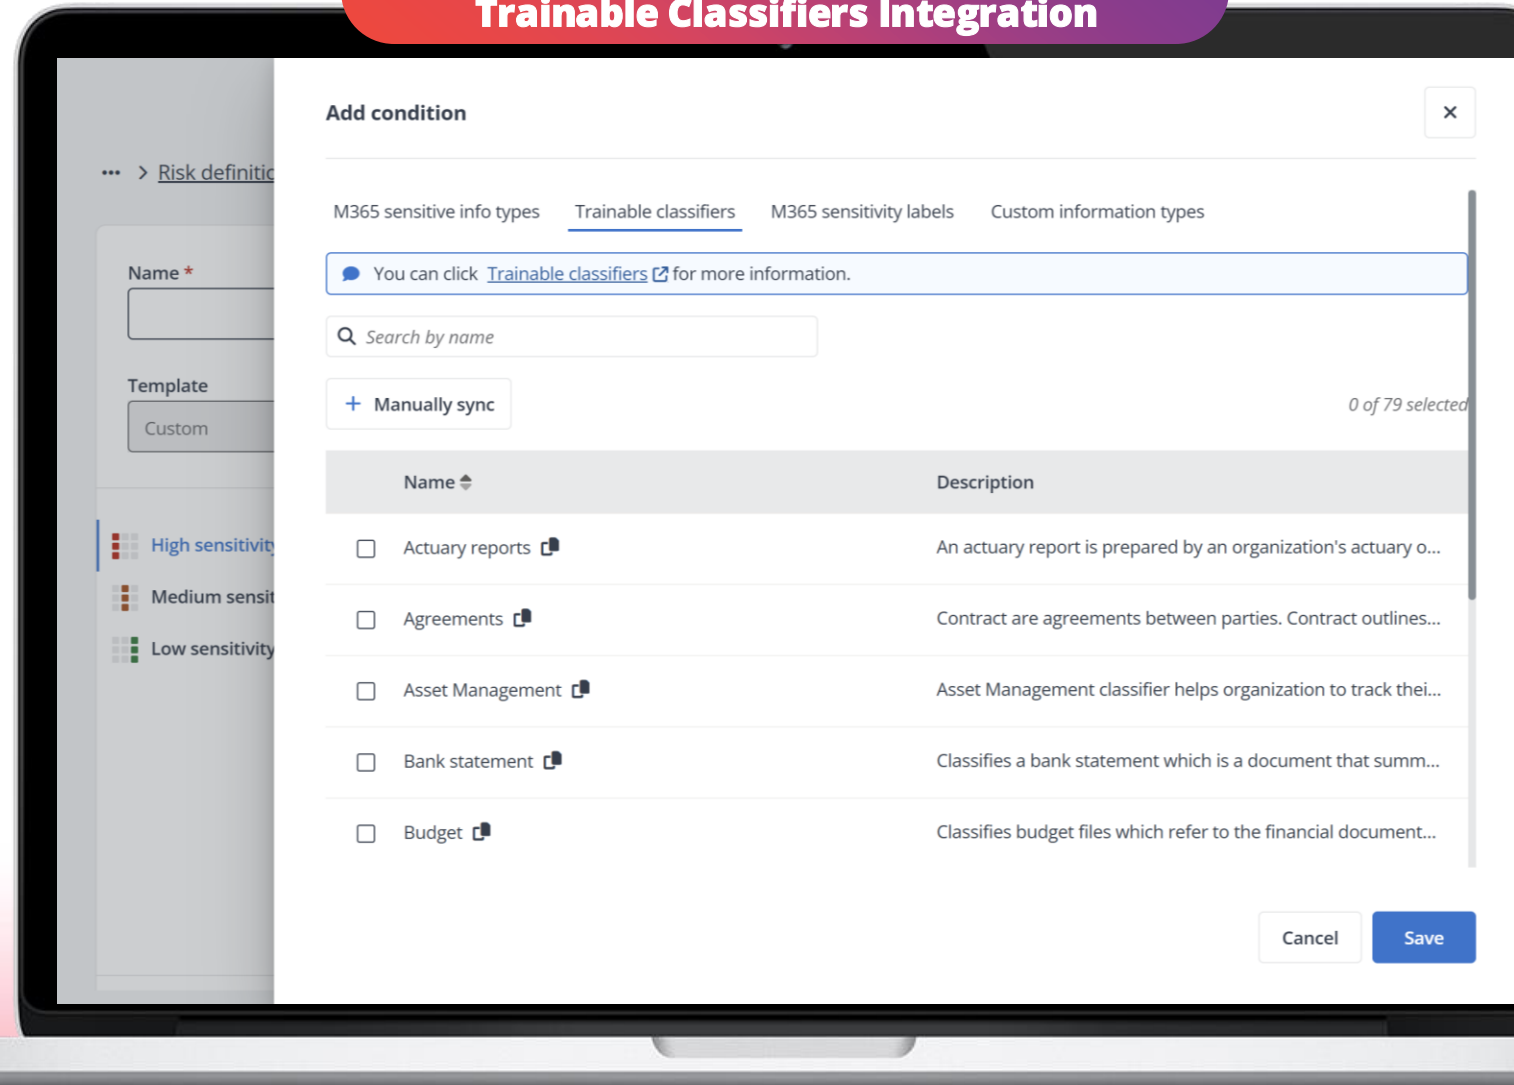 Trainable Classifiers Integration
Add condition
... > Risk definitic
M365 sensitive info types Trainable classifiers M365 sensitivity labels Custom information types
Name *
You can click Trainable classifiers for more information.
Search by name
Template
Custom
+ Manually sync
0 of 79 selected
Name Description
High sensitivity
Medium sensit
Low sensitivity
Actuary reports An actuary report is prepared by an organization's actuary o...
Agreements Contract are agreements between parties. Contract outlines...
Asset Management Asset Management classifier helps organization to track thei...
Bank statement Classifies a bank statement which is a document that summ...
Budget Classifies budget files which refer to the financial document...
Cancel Save